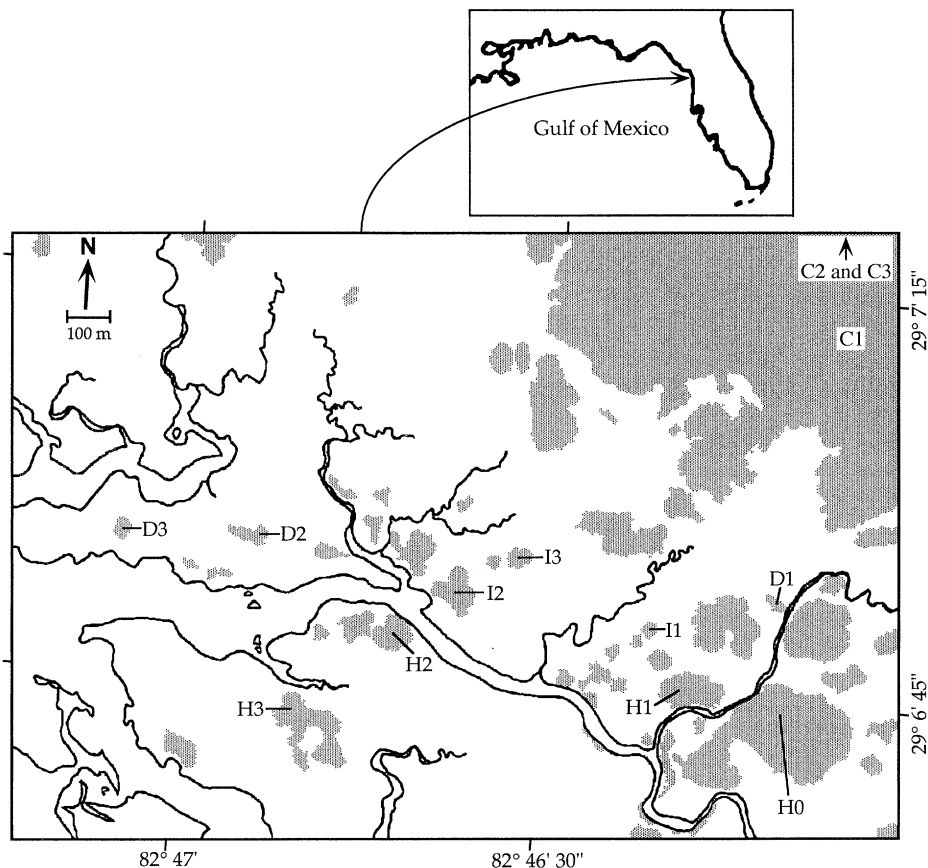 Gulf of Mexico
N
100 m
C2 and C3
29° 7' 15"
C1
D3
D2
I3
I2
D1
I1
H2
H1
H3
29° 6' 45"
H0
82° 47'
82° 46' 30"